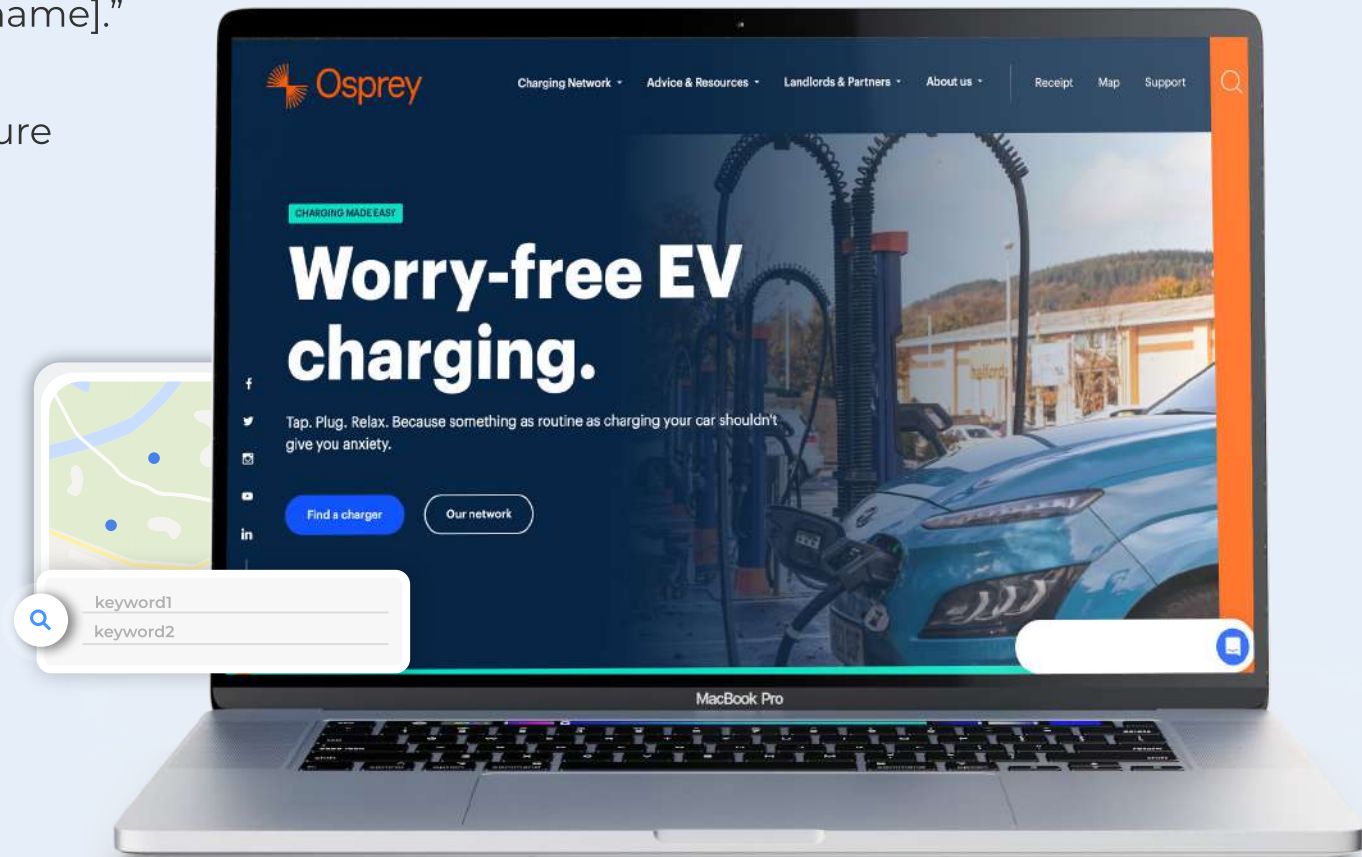 name].”
ure
Osprey
Charging Network
Advice & Resources
Landlords & Partners
About us
Receipt
Map
Support
CHARGING MADE EASY
Worry-free EV
charging.
Tap. Plug. Relax. Because something as routine as charging your car shouldn't
give you anxiety.
Find a charger
Our network
f
in
halfords
keyword1
keyword2
MacBook Pro